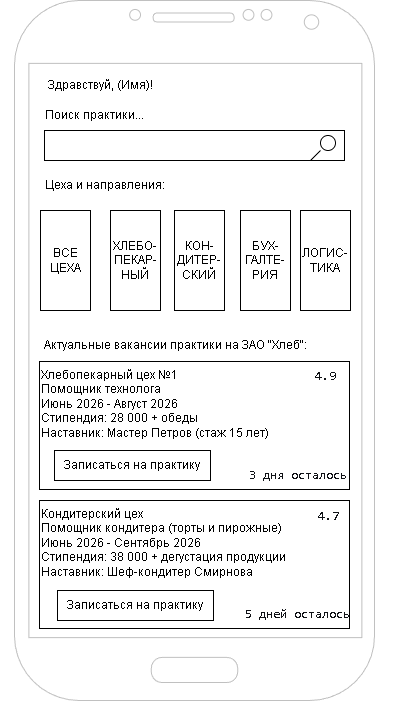 Здравствуй, (Имя)!
Поиск практики...
Цеха и направления:
ВСЕ
ЦЕХА
ХЛЕБО-
ПЕКАР-
НЫЙ
КОН-
ДИТЕР-
СКИЙ
БУХ-
ГАЛТЕ-
РИЯ
ЛОГИС-
ТИКА
Актуальные вакансии практики на ЗАО "Хлеб":
Хлебопекарный цех №1 4.9
Помощник технолога
Июнь 2026 - Август 2026
Стипендия: 28 000 + обеды
Наставник: Мастер Петров (стаж 15 лет)
Записаться на практику
3 дня осталось
Кондитерский цех 4.7
Помощник кондитера (торты и пирожные)
Июнь 2026 - Сентябрь 2026
Стипендия: 38 000 + дегустация продукции
Наставник: Шеф-кондитер Смирнова
Записаться на практику
5 дней осталось